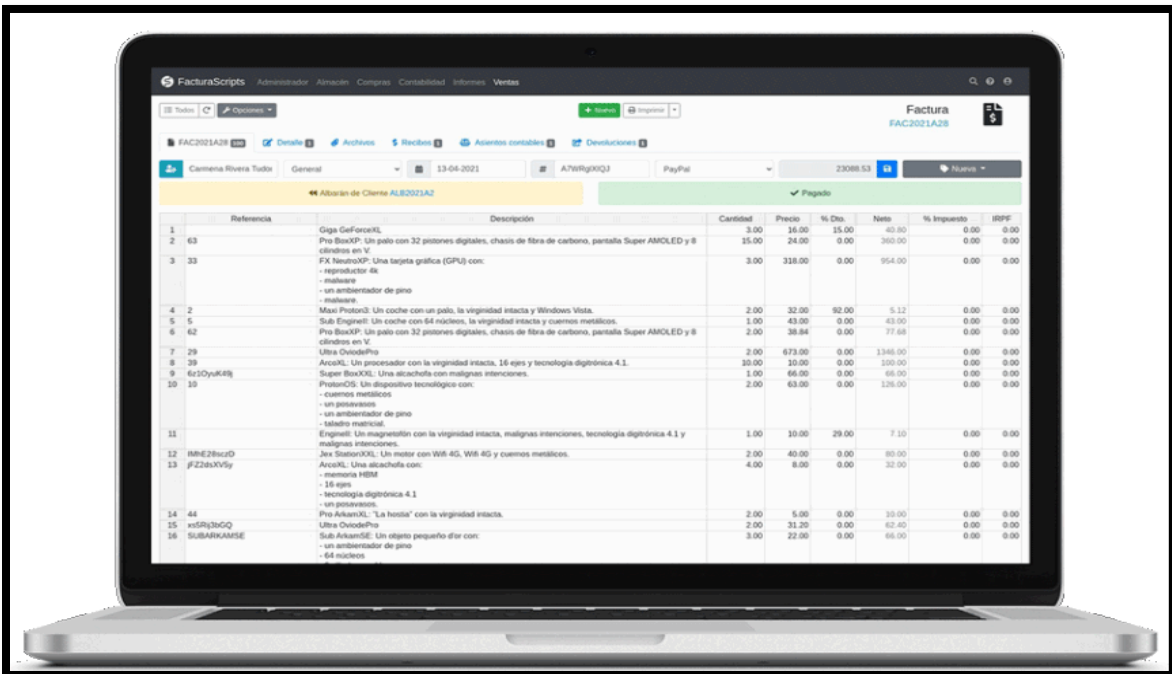 FacturaScripts Administrador Almacén Compras Contabilidad Informes Ventas
Todos Opciones Nuevo Imprimir Factura
FAC2021A28
FAC2021A28 Detalle 1 Archivos Recibos 1 Asientos contables 1 Devoluciones
Carmena Rivera Tudor General 13-04-2021 PayPal 23088.53 Nueva
Albarán de Cliente ALB2021A2 Pagado
Referencia Descripción Cantidad Precio % Dto. Neto % Impuesto IRPF
1 Giga GeForceXL 3.00 16.00 15.00 40.80 0.00 0.00
2 63 Pro BoxXP: Un palo con 32 pistones digitales, chasis de fibra de carbono, pantalla Super AMOLED y 8 15.00 24.00 0.00 360.00 0.00 0.00
cilindros en V.
3 33 FX NeutroXP: Una tarjeta gráfica (GPU) con: 3.00 318.00 0.00 954.00 0.00 0.00
- reproductor 4k
- malware
- un ambientador de pino
- malware.
4 2 Maxi Proton3: Un coche con un palo, la virginidad intacta y Windows Vista. 2.00 32.00 92.00 5.12 0.00 0.00
5 5 Sub EngineII: Un coche con 64 núcleos, la virginidad intacta y cuernos metálicos. 1.00 43.00 0.00 43.00 0.00 0.00
6 62 Pro BoxXP: Un palo con 32 pistones digitales, chasis de fibra de carbono, pantalla Super AMOLED y 8 2.00 38.84 0.00 77.68 0.00 0.00
cilindros en V.
7 29 Ultra OviodePro 2.00 673.00 0.00 1346.00 0.00 0.00
8 39 ArcoXL: Un procesador con la virginidad intacta, 16 ejes y tecnología digitrónica 4.1. 10.00 10.00 0.00 100.00 0.00 0.00
9 Super BoxXXL: Una alcachofa con malignas intenciones. 1.00 66.00 0.00 66.00 0.00 0.00
10 10 ProtonOS: Un dispositivo tecnológico con: 2.00 63.00 0.00 126.00 0.00 0.00
- cuernos metálicos
- un posavasos
- un ambientador de pino
- taladro matricial.
11 EngineII: Un magnetofón con la virginidad intacta, malignas intenciones, tecnología digitrónica 4.1 y 1.00 10.00 29.00 7.10 0.00 0.00
malignas intenciones.
12 Jex StationXXL: Un motor con Wifi 4G, Wifi 4G y cuernos metálicos. 2.00 40.00 0.00 80.00 0.00 0.00
13 jFZ2dsXVSy ArcoXL: Una alcachofa con: 4.00 8.00 0.00 32.00 0.00 0.00
- memoria HBM
- 16 ejes
- tecnología digitrónica 4.1
- un posavasos.
14 44 Pro ArkamXL: "La hostia" con la virginidad intacta. 2.00 5.00 0.00 10.00 0.00 0.00
15 xs5Rij3bGQ Ultra OviodePro 2.00 31.20 0.00 62.40 0.00 0.00
16 SUBARKAMSE Sub ArkamSE: Un objeto pequeño d'or con: 3.00 22.00 0.00 66.00 0.00 0.00
- un ambientador de pino
- 64 núcleos